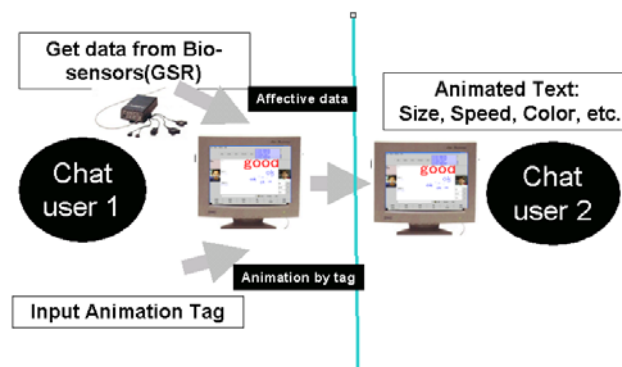 Get data from Bio-
sensors(GSR)
Affective data
Animated Text:
Size, Speed, Color, etc.
Chat
user 1
good
good
Chat
user 2
Animation by tag
Input Animation Tag